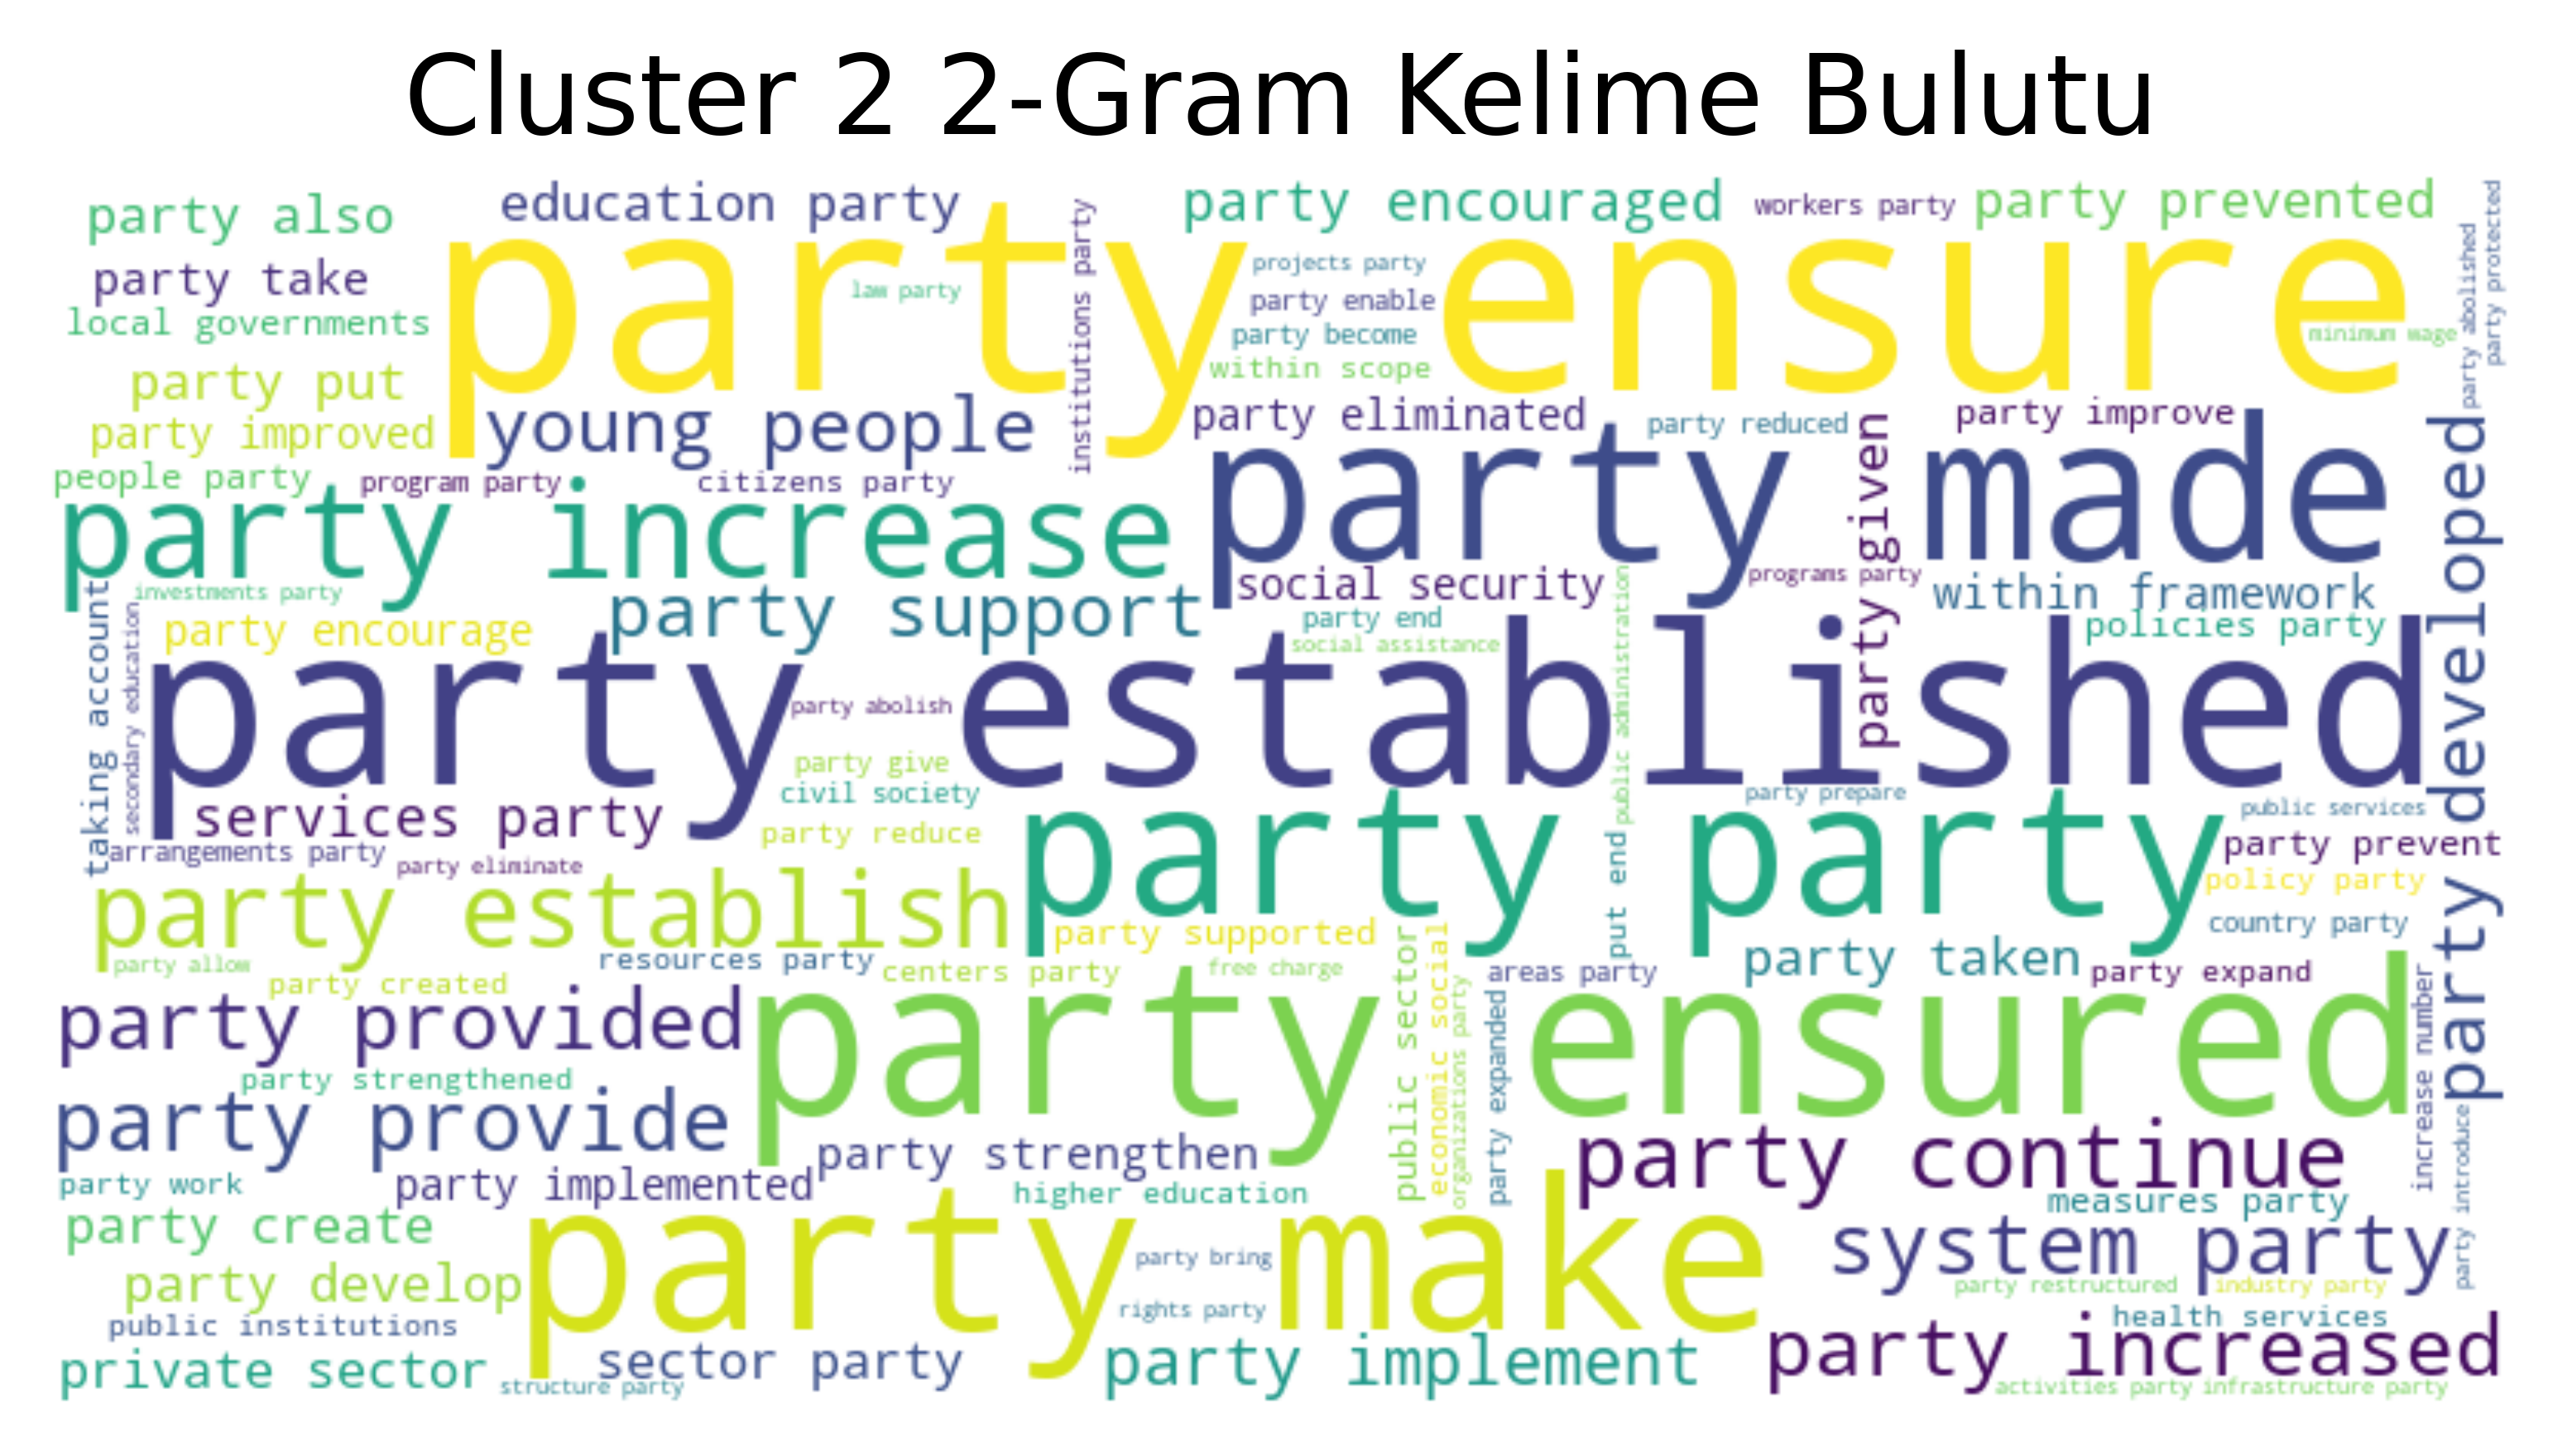 Cluster 2 2-Gram Kelime Bulutu
party also
education party
party encouraged
workers party
party prevented
party protected
party abolished
institutions party
party take
law party
projects party
party enable
party ensure
local governments
party become
minimum wage
within scope
party put
party improved
young people
party eliminated
party reduced
party improve
party given
party developed
people party
program party
citizens party
party made
party increase
investments party
social security
programs party
within framework
taking account
secondary education
party encourage
party support
party end
social assistance
public administration
policies party
party established
party abolish
party give
civil society
party prepare
public services
services party
party reduce
party party
party prevent
arrangements party
party eliminate
put end
policy party
party establish
party supported
country party
party allow
resources party
centers party
free charge
areas party
party taken
party expand
party created
public sector
economic social
organizations party
party expanded
increase number
party provided
party ensured
party strengthened
party provide
party introduce
party strengthen
party continue
party work
party implemented
higher education
measures party
party create
party make
system party
party bring
party develop
party restructured
industry party
rights party
public institutions
health services
private sector
sector party
party implement
party increased
structure party
activities party
infrastructure party